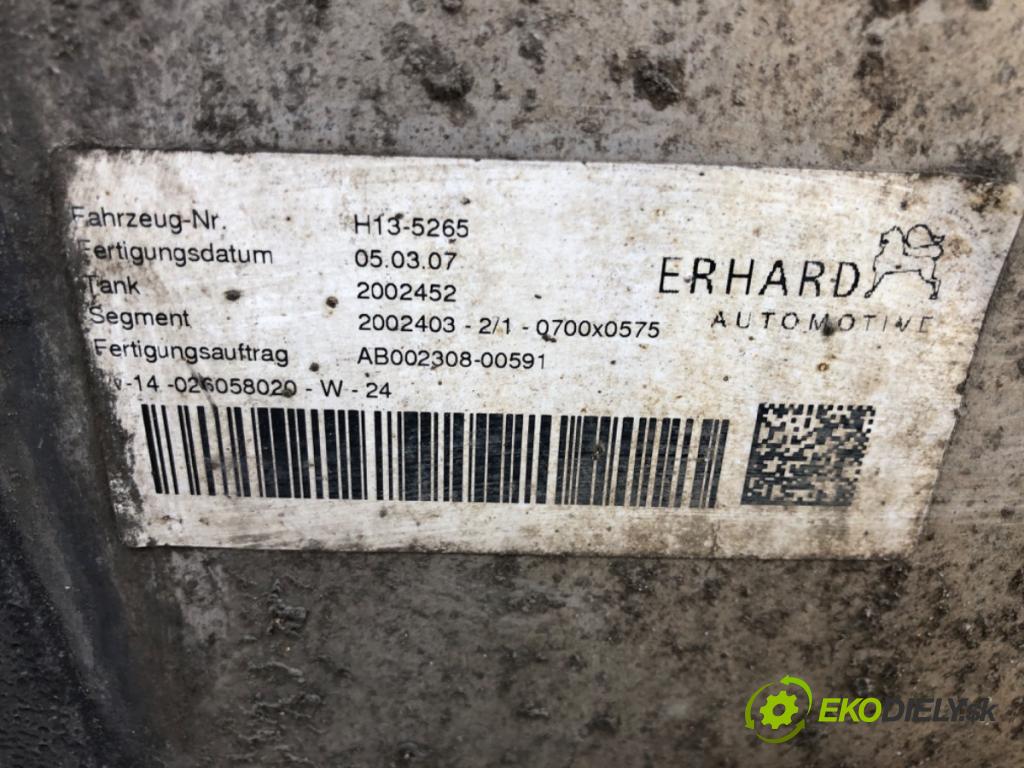 Fahrzeug-Nr. H13-5265
Fertigungsdatum 05.03.07
Tank 2002452
Segment 2002403 - 2/1 - 0700x0575
Fertigungsauftrag AB002308-00591
-14 -026058020 - W - 24
ERHARD
AUTOMOTIVE
EKODIELY.sk